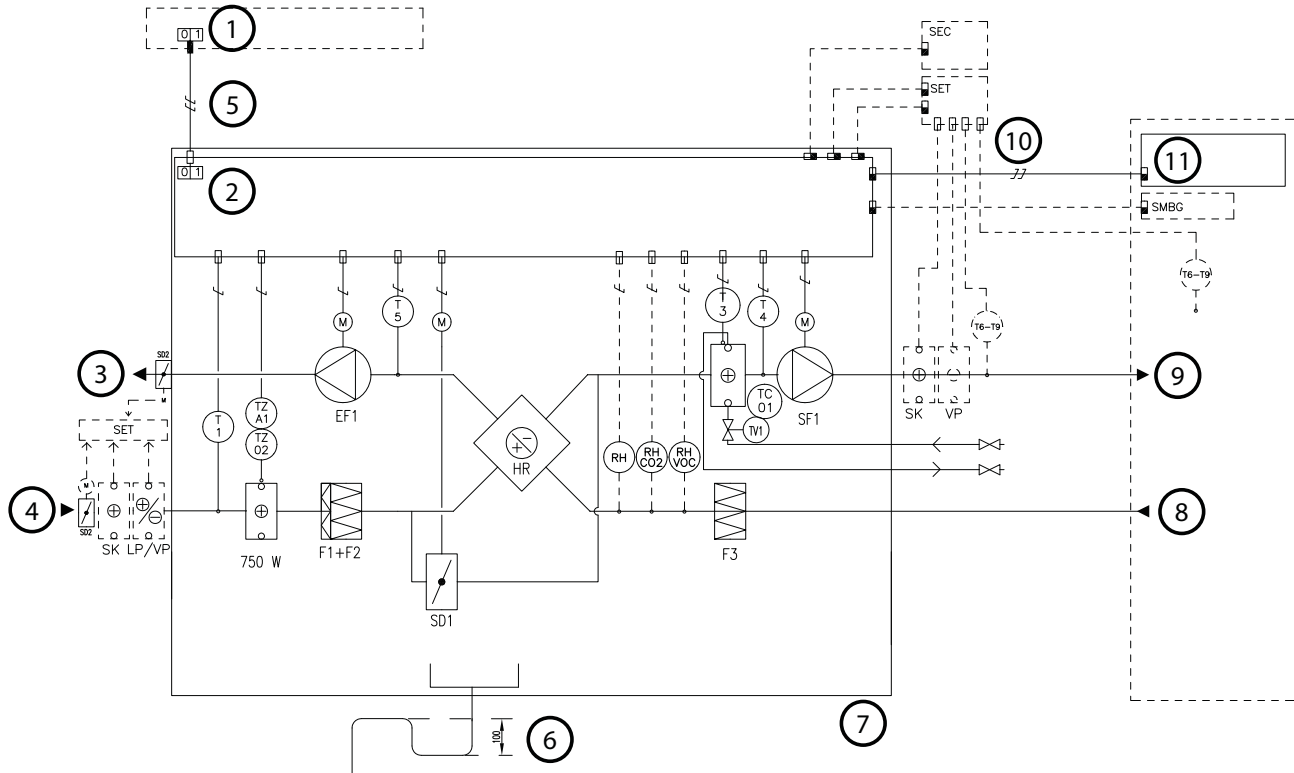 0 1
1
SEC
5
SET
10
11
0 1
2
SMBG
T6-T9
T
5
T
3
T
4
M
M
M
T6-T9
SD2
3
M
EF1
SF1
SK
VP
9
TZ
A1
TC
01
SET
T
1
TZ
02
TV1
+
-
HR
RH
RH
CO2
RH
VOC
M
4
SD2
8
SK
LP/VP
750 W
F1+F2
F3
SD1
7
100
6